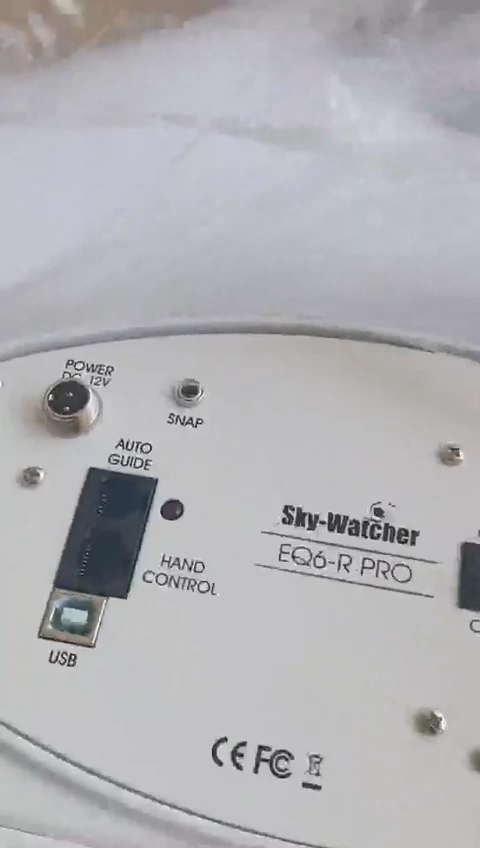 POWER
DC 12V
SNAP
AUTO
GUIDE
HAND
CONTROL
USB
Sky-Watcher
EQ6-R PRO
CE FC